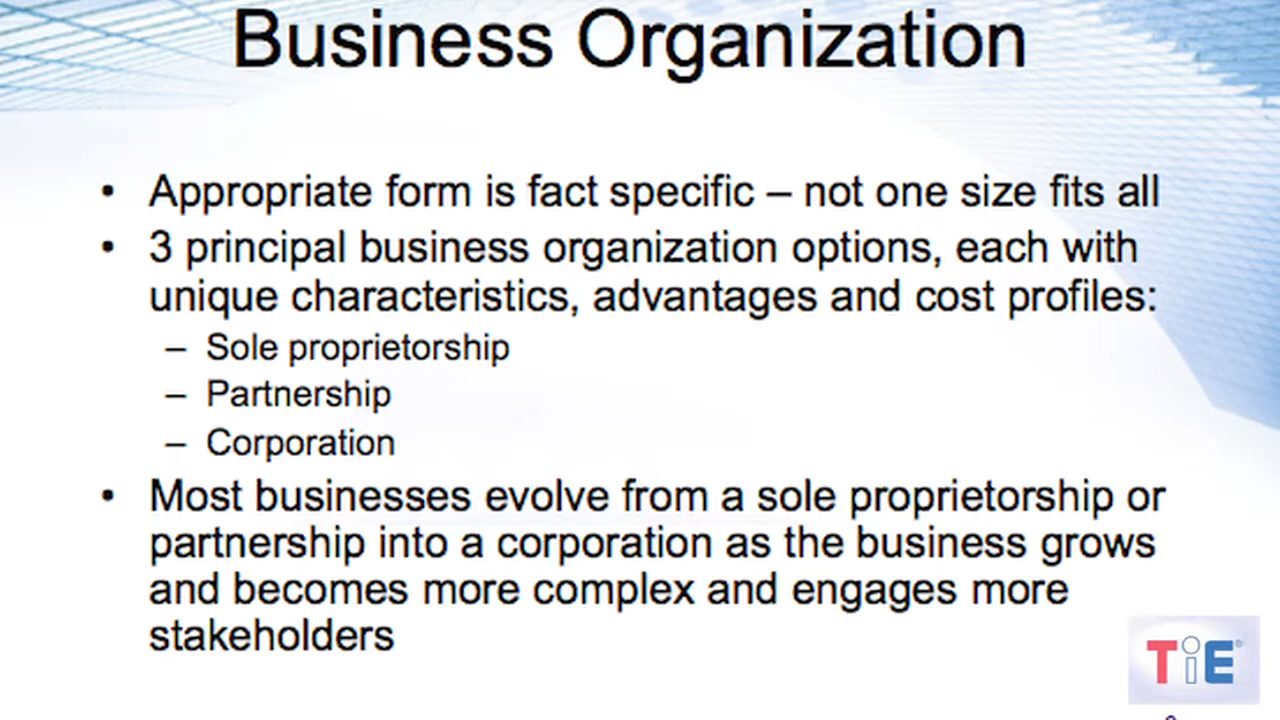 Business Organization
• Appropriate form is fact specific – not one size fits all
• 3 principal business organization options, each with
unique characteristics, advantages and cost profiles:
– Sole proprietorship
– Partnership
– Corporation
• Most businesses evolve from a sole proprietorship or
partnership into a corporation as the business grows
and becomes more complex and engages more
stakeholders
TiE®